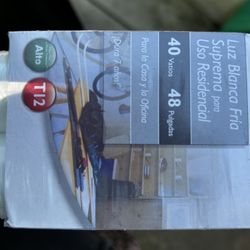 Luz Blanca Fría
Suprema para
Uso Residencial
40 Vatios
48 Pulgadas
Para la Casa y la Oficina
¡Dura 7 años!*
Alto
T12